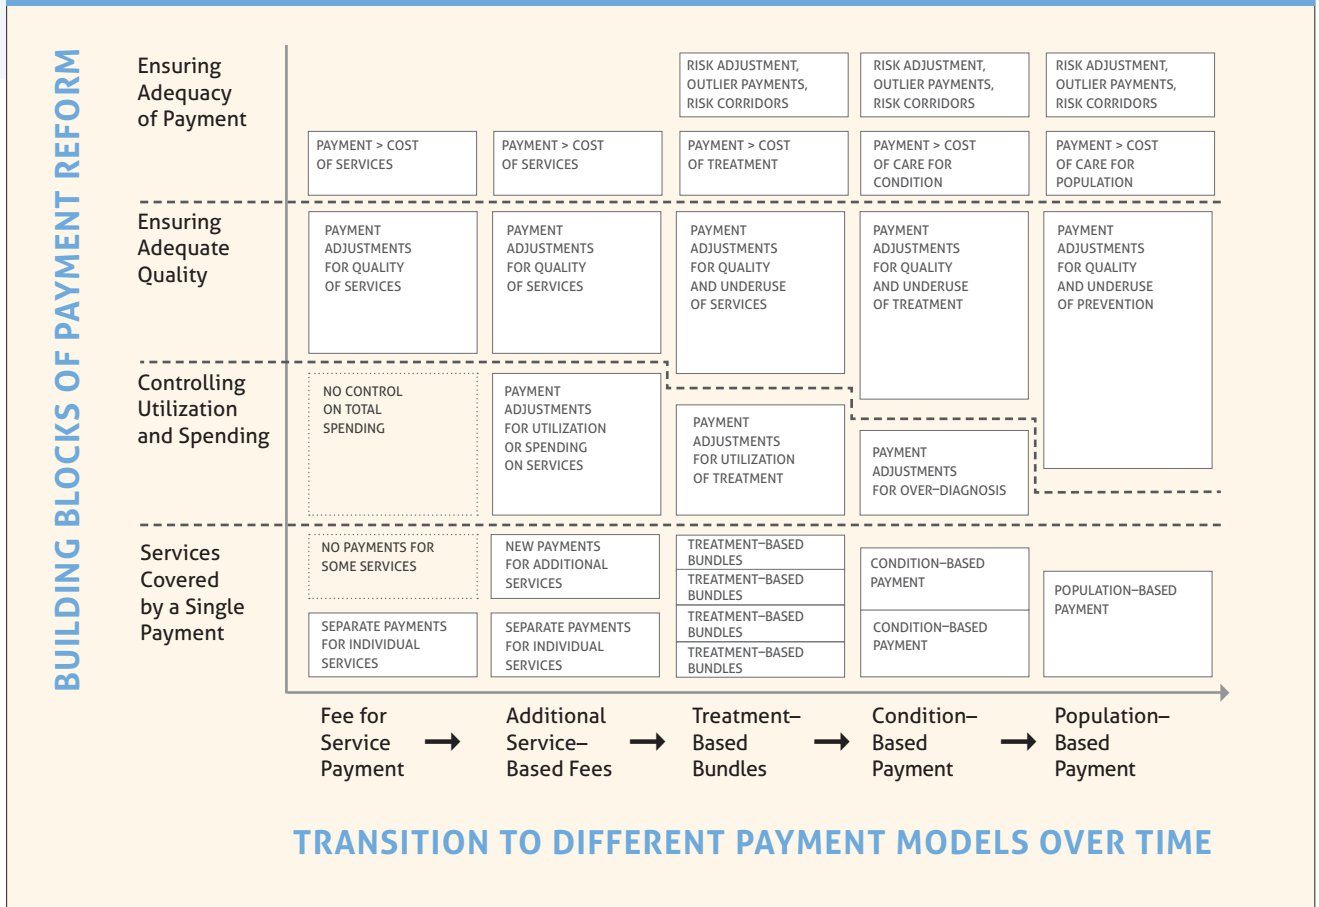 BUILDING BLOCKS OF PAYMENT REFORM
Ensuring
Adequacy
of Payment
RISK ADJUSTMENT,
OUTLIER PAYMENTS,
RISK CORRIDORS
RISK ADJUSTMENT,
OUTLIER PAYMENTS,
RISK CORRIDORS
RISK ADJUSTMENT,
OUTLIER PAYMENTS,
RISK CORRIDORS
PAYMENT > COST
OF SERVICES
PAYMENT > COST
OF SERVICES
PAYMENT > COST
OF TREATMENT
PAYMENT > COST
OF CARE FOR
CONDITION
PAYMENT > COST
OF CARE FOR
POPULATION
Ensuring
Adequate
Quality
PAYMENT
ADJUSTMENTS
FOR QUALITY
OF SERVICES
PAYMENT
ADJUSTMENTS
FOR QUALITY
OF SERVICES
PAYMENT
ADJUSTMENTS
FOR QUALITY
AND UNDERUSE
OF SERVICES
PAYMENT
ADJUSTMENTS
FOR QUALITY
AND UNDERUSE
OF TREATMENT
PAYMENT
ADJUSTMENTS
FOR QUALITY
AND UNDERUSE
OF PREVENTION
Controlling
Utilization
and Spending
NO CONTROL
ON TOTAL
SPENDING
PAYMENT
ADJUSTMENTS
FOR UTILIZATION
OR SPENDING
ON SERVICES
PAYMENT
ADJUSTMENTS
FOR UTILIZATION
OF TREATMENT
PAYMENT
ADJUSTMENTS
FOR OVER–DIAGNOSIS
Services
Covered
by a Single
Payment
NO PAYMENTS FOR
SOME SERVICES
SEPARATE PAYMENTS
FOR INDIVIDUAL
SERVICES
NEW PAYMENTS
FOR ADDITIONAL
SERVICES
SEPARATE PAYMENTS
FOR INDIVIDUAL
SERVICES
TREATMENT–BASED
BUNDLES
TREATMENT–BASED
BUNDLES
TREATMENT–BASED
BUNDLES
TREATMENT–BASED
BUNDLES
CONDITION–BASED
PAYMENT
CONDITION–BASED
PAYMENT
POPULATION–BASED
PAYMENT
Fee for
Service
Payment
Additional
Service–
Based Fees
Treatment–
Based
Bundles
Condition–
Based
Payment
Population–
Based
Payment
TRANSITION TO DIFFERENT PAYMENT MODELS OVER TIME